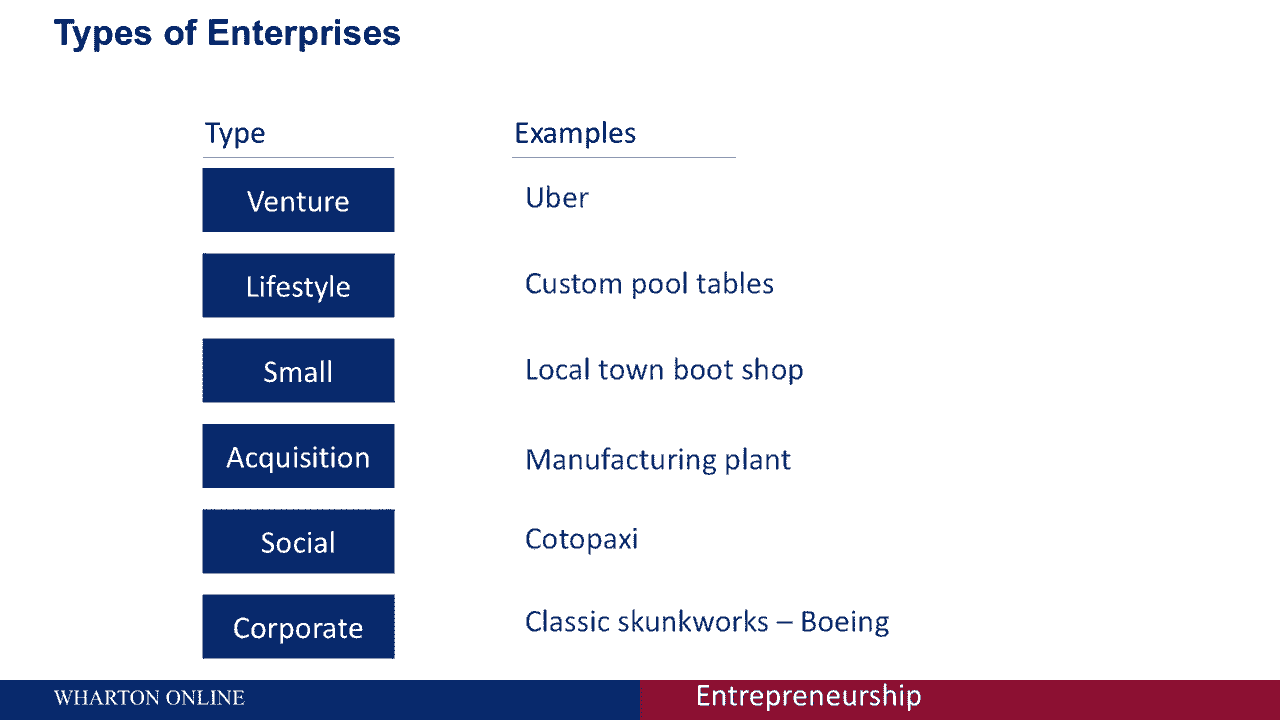 Types of Enterprises
Type Examples
Venture Uber
Lifestyle Custom pool tables
Small Local town boot shop
Acquisition Manufacturing plant
Social Cotopaxi
Corporate Classic skunkworks – Boeing
WHARTON ONLINE Entrepreneurship